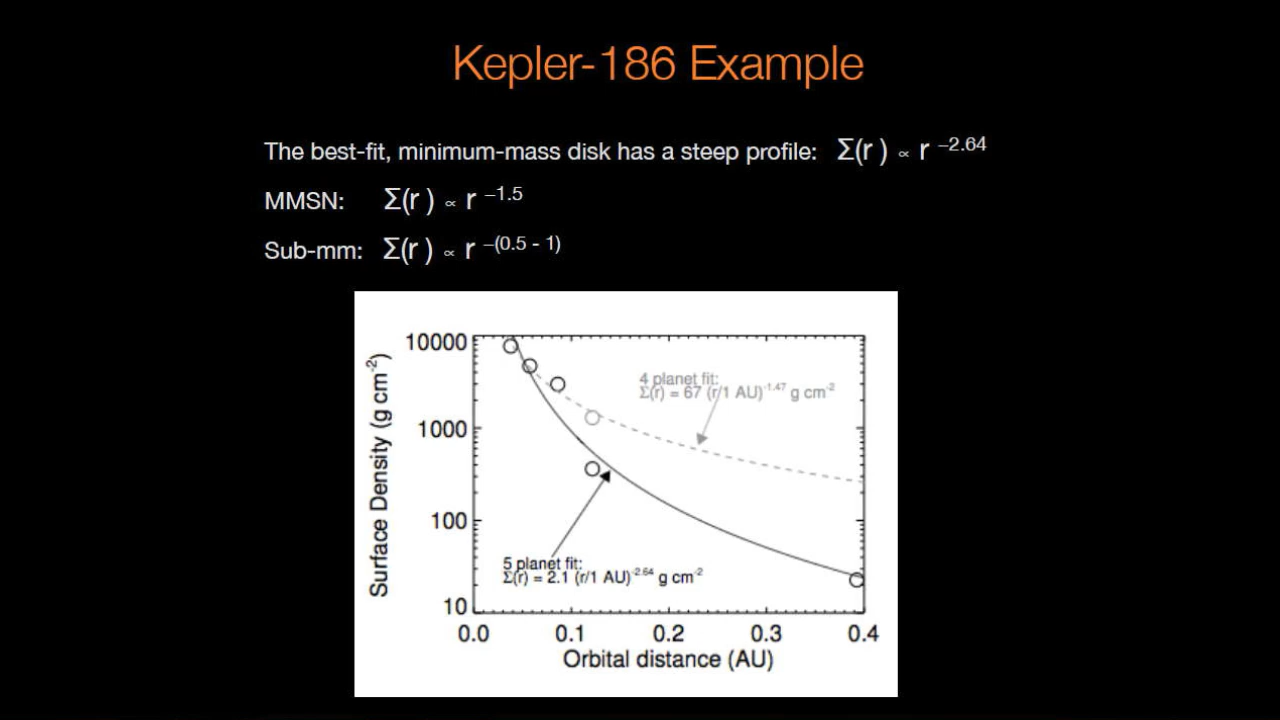 Kepler-186 Example
The best-fit, minimum-mass disk has a steep profile: Σ(r ) ∝ r –2.64
MMSN: Σ(r ) ∝ r –1.5
Sub-mm: Σ(r ) ∝ r –(0.5 - 1)
10000
1000
100
10
Surface Density (g cm-2)
4 planet fit:
Σ(r) = 67 (r/1 AU)-1.47 g cm-2
5 planet fit:
Σ(r) = 2.1 (r/1 AU)-2.64 g cm-2
0.0 0.1 0.2 0.3 0.4
Orbital distance (AU)